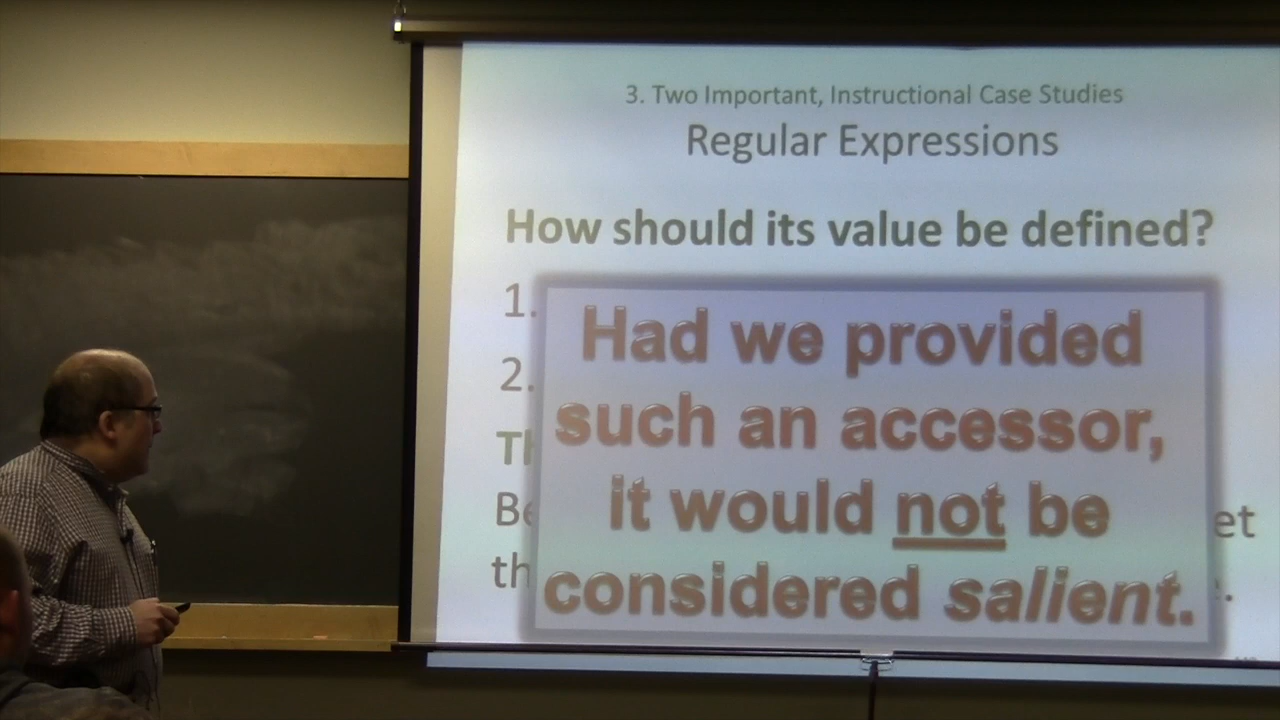 3. Two Important, Instructional Case Studies
Regular Expressions
How should its value be defined?
1.
2.
Had we provided
such an accessor,
it would not be
considered salient.